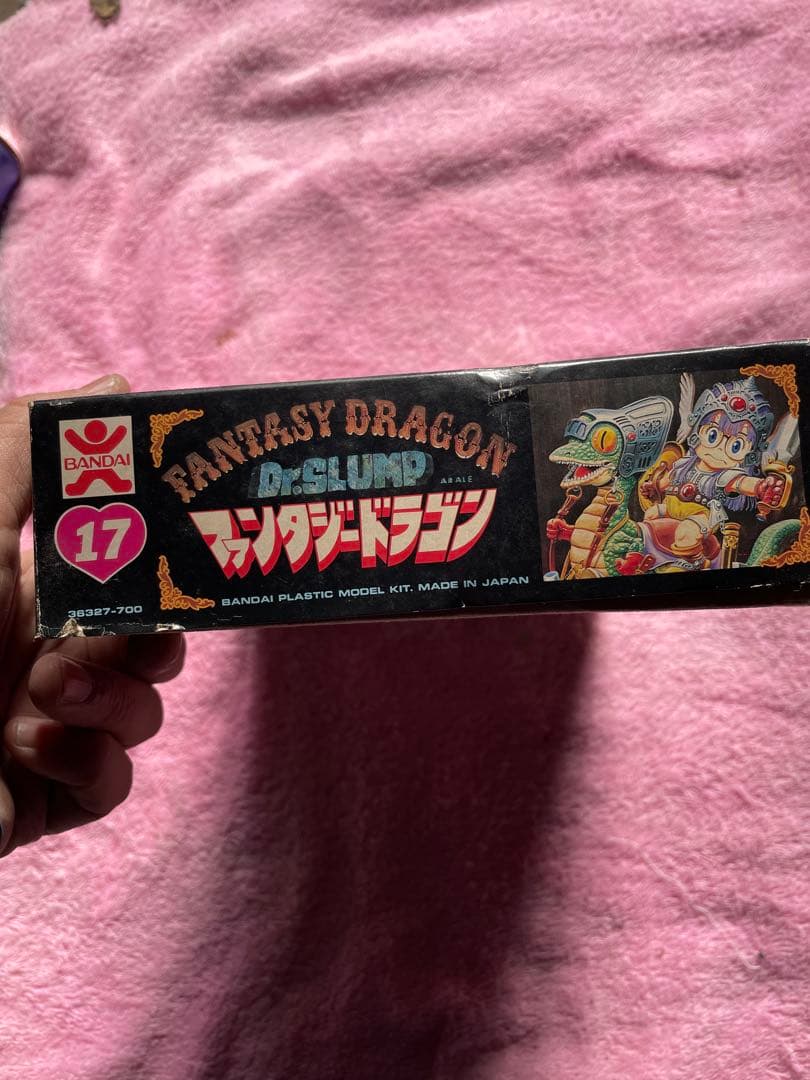 FANTASY DRAGON
Dr.SLUMP
ARALE
ファンタジードラゴン
BANDAI
17
36327-700
BANDAI PLASTIC MODEL KIT. MADE IN JAPAN